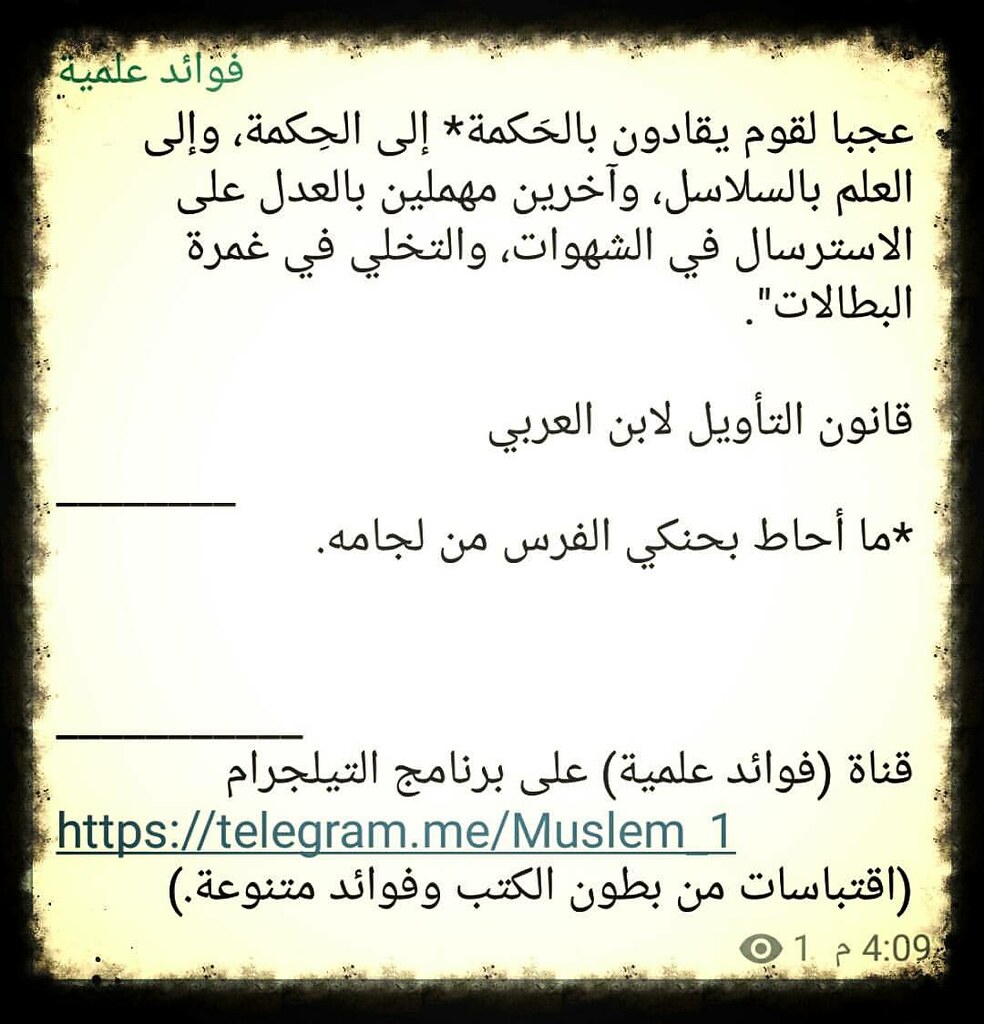 فوائد علمية
عجبا لقوم يقادون بالحَكمة* إلى الحِكمة، وإلى
العلم بالسلاسل، وآخرين مهملين بالعدل على
الاسترسال في الشهوات، والتخلي في غمرة
البطالات".
قانون التأويل لابن العربي
__________
*ما أحاط بحنكي الفرس من لجامه.
______________
قناة (فوائد علمية) على برنامج التيلجرام
https://telegram.me/Muslem_1
(اقتباسات من بطون الكتب وفوائد متنوعة.)
1 4:09 م